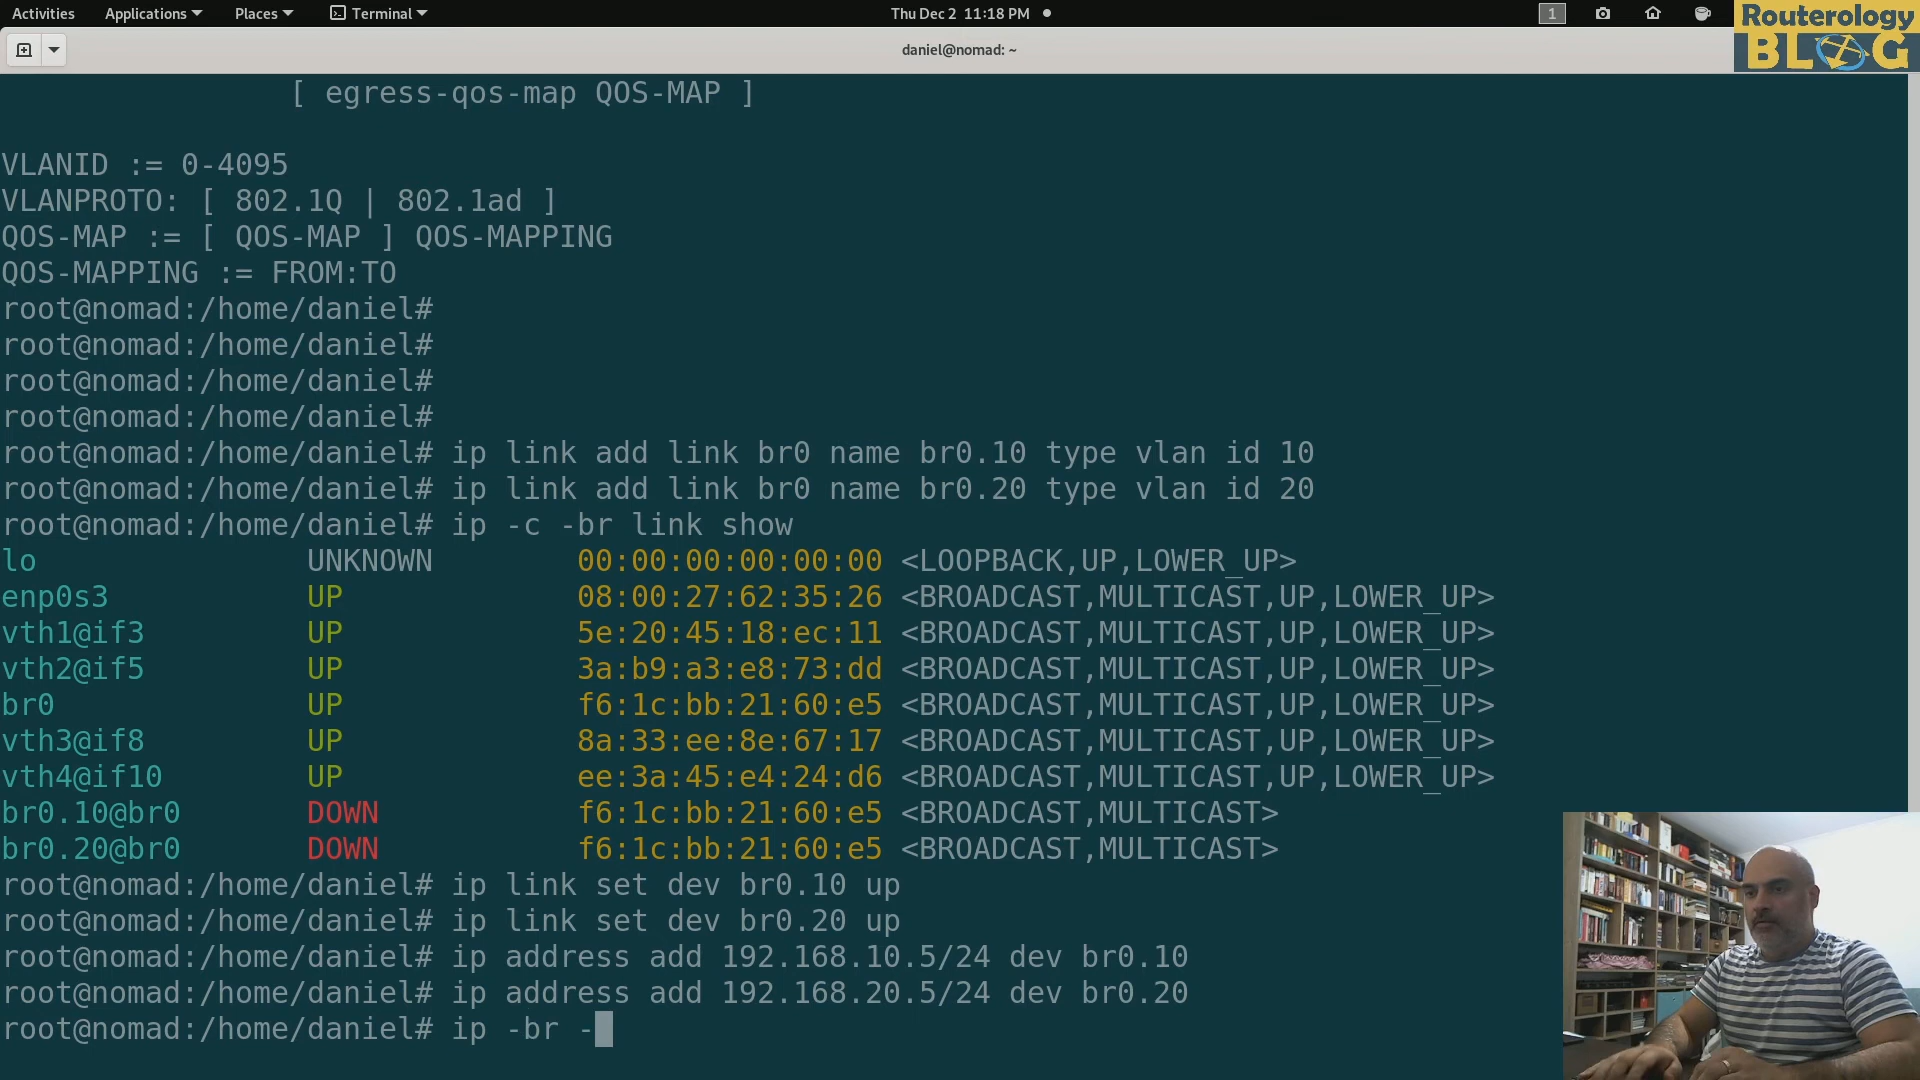 Activities Applications Places Terminal Thu Dec 2 11:18 PM 1
Routerology
BLOG
daniel@nomad: ~
[ egress-qos-map QOS-MAP ]
VLANID := 0-4095
VLANPROTO: [ 802.1Q | 802.1ad ]
QOS-MAP := [ QOS-MAP ] QOS-MAPPING
QOS-MAPPING := FROM:TO
root@nomad:/home/daniel#
root@nomad:/home/daniel#
root@nomad:/home/daniel#
root@nomad:/home/daniel#
root@nomad:/home/daniel# ip link add link br0 name br0.10 type vlan id 10
root@nomad:/home/daniel# ip link add link br0 name br0.20 type vlan id 20
root@nomad:/home/daniel# ip -c -br link show
lo UNKNOWN 00:00:00:00:00:00 <LOOPBACK,UP,LOWER_UP>
enp0s3 UP 08:00:27:62:35:26 <BROADCAST,MULTICAST,UP,LOWER_UP>
vth1@if3 UP 5e:20:45:18:ec:11 <BROADCAST,MULTICAST,UP,LOWER_UP>
vth2@if5 UP 3a:b9:a3:e8:73:dd <BROADCAST,MULTICAST,UP,LOWER_UP>
br0 UP f6:1c:bb:21:60:e5 <BROADCAST,MULTICAST,UP,LOWER_UP>
vth3@if8 UP 8a:33:ee:8e:67:17 <BROADCAST,MULTICAST,UP,LOWER_UP>
vth4@if10 UP ee:3a:45:e4:24:d6 <BROADCAST,MULTICAST,UP,LOWER_UP>
br0.10@br0 DOWN f6:1c:bb:21:60:e5 <BROADCAST,MULTICAST>
br0.20@br0 DOWN f6:1c:bb:21:60:e5 <BROADCAST,MULTICAST>
root@nomad:/home/daniel# ip link set dev br0.10 up
root@nomad:/home/daniel# ip link set dev br0.20 up
root@nomad:/home/daniel# ip address add 192.168.10.5/24 dev br0.10
root@nomad:/home/daniel# ip address add 192.168.20.5/24 dev br0.20
root@nomad:/home/daniel# ip -br -